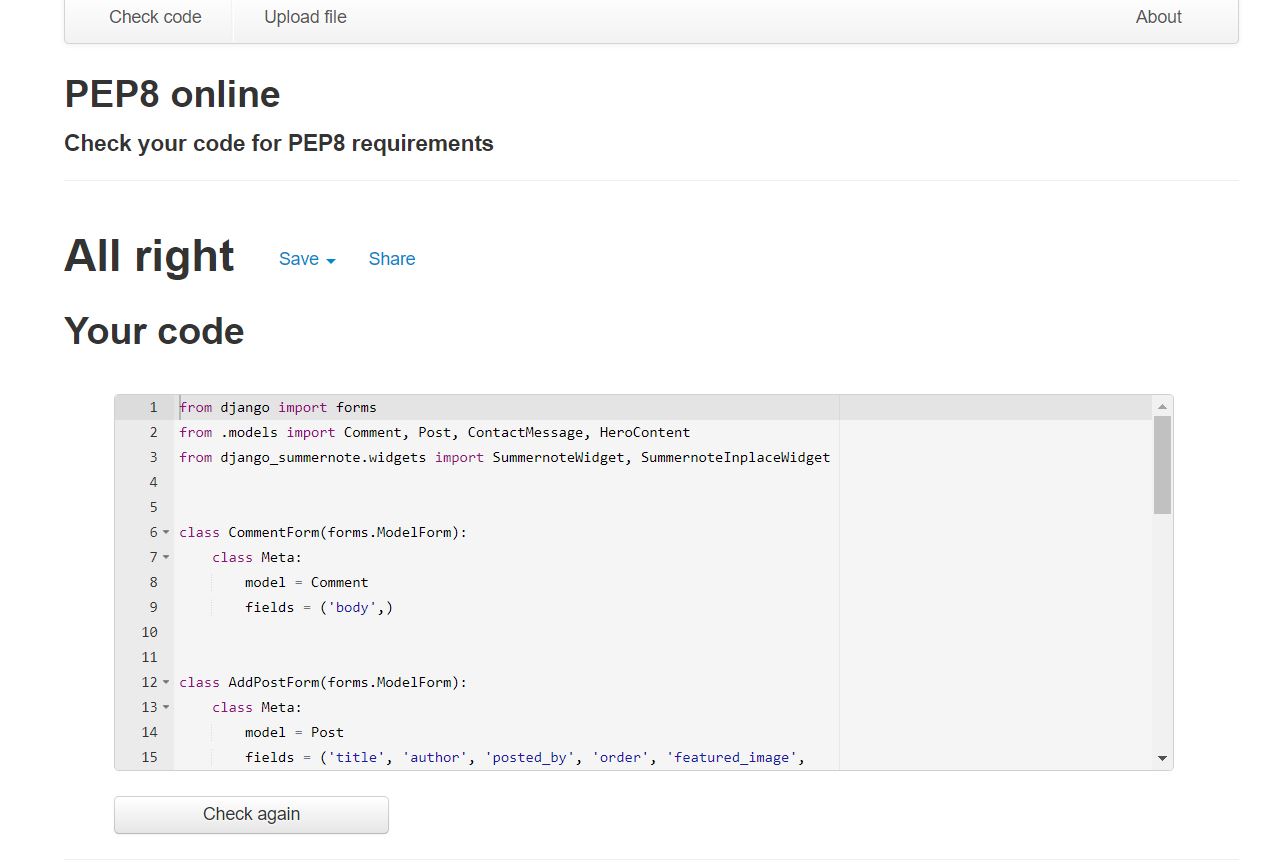 Check code Upload file About
PEP8 online
Check your code for PEP8 requirements
All right Save Share
Your code
1 from django import forms
2 from .models import Comment, Post, ContactMessage, HeroContent
3 from django_summernote.widgets import SummernoteWidget, SummernoteInplaceWidget
4
5
6 class CommentForm(forms.ModelForm):
7     class Meta:
8         model = Comment
9         fields = ('body',)
10
11
12 class AddPostForm(forms.ModelForm):
13     class Meta:
14         model = Post
15         fields = ('title', 'author', 'posted_by', 'order', 'featured_image',
Check again